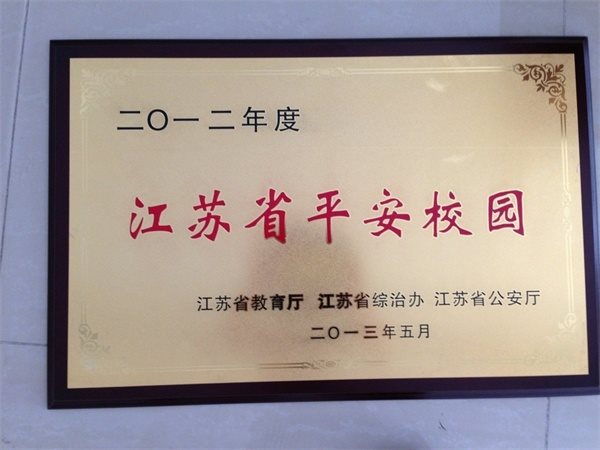 二〇一二年度
江苏省平安校园
江苏省教育厅 江苏省综治办 江苏省公安厅
二〇一三年五月